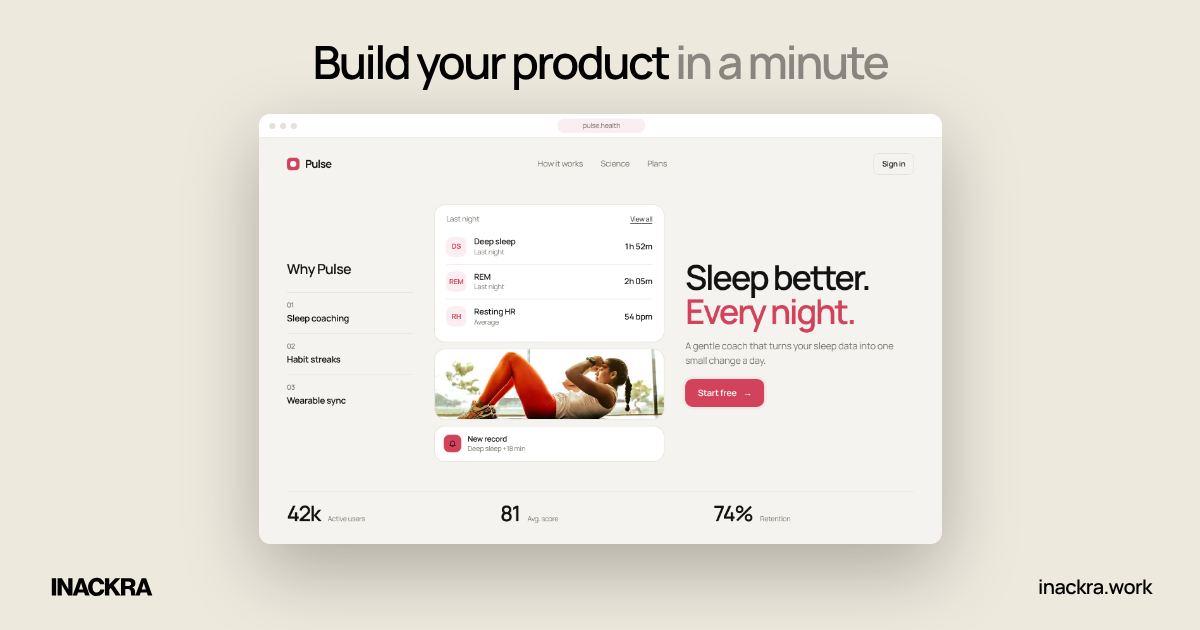 Build your product in a minute
pulse.health
Pulse
How it works
Science
Plans
Sign in
Why Pulse
01
Sleep coaching
02
Habit streaks
03
Wearable sync
Last night
View all
DS
Deep sleep
Last night
1h 52m
REM
REM
Last night
2h 05m
RH
Resting HR
Average
54 bpm
New record
Deep sleep +18 min
Sleep better.
Every night.
A gentle coach that turns your sleep data into one
small change a day.
Start free →
42k Active users
81 Avg. score
74% Retention
INACKRA
inackra.work